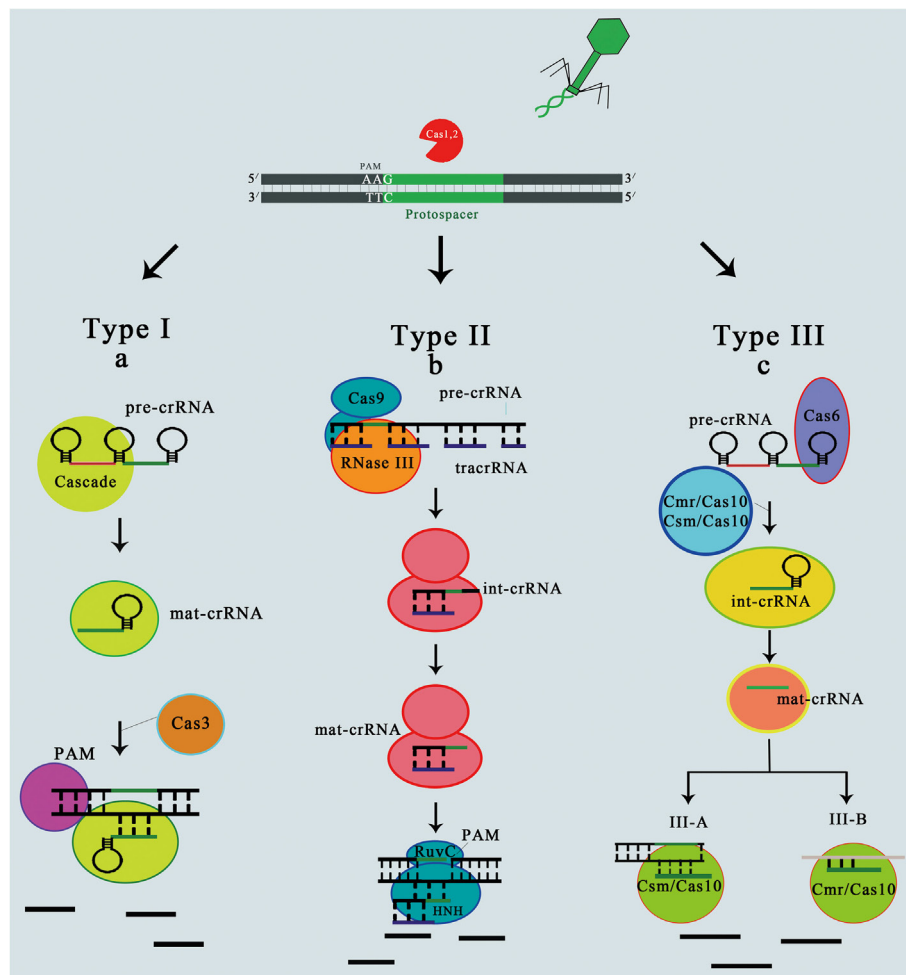 Cas1,2
PAM
5′ AAG 3′
3′ TTC 5′
Protospacer
Type I
a
pre-crRNA
Cascade
mat-crRNA
Cas3
PAM
Type II
b
Cas9
pre-crRNA
RNase III
tracrRNA
int-crRNA
mat-crRNA
PAM
RuvC
HNH
Type III
c
Cas6
pre-crRNA
Cmr/Cas10
Csm/Cas10
int-crRNA
mat-crRNA
III-A
III-B
Csm/Cas10
Cmr/Cas10